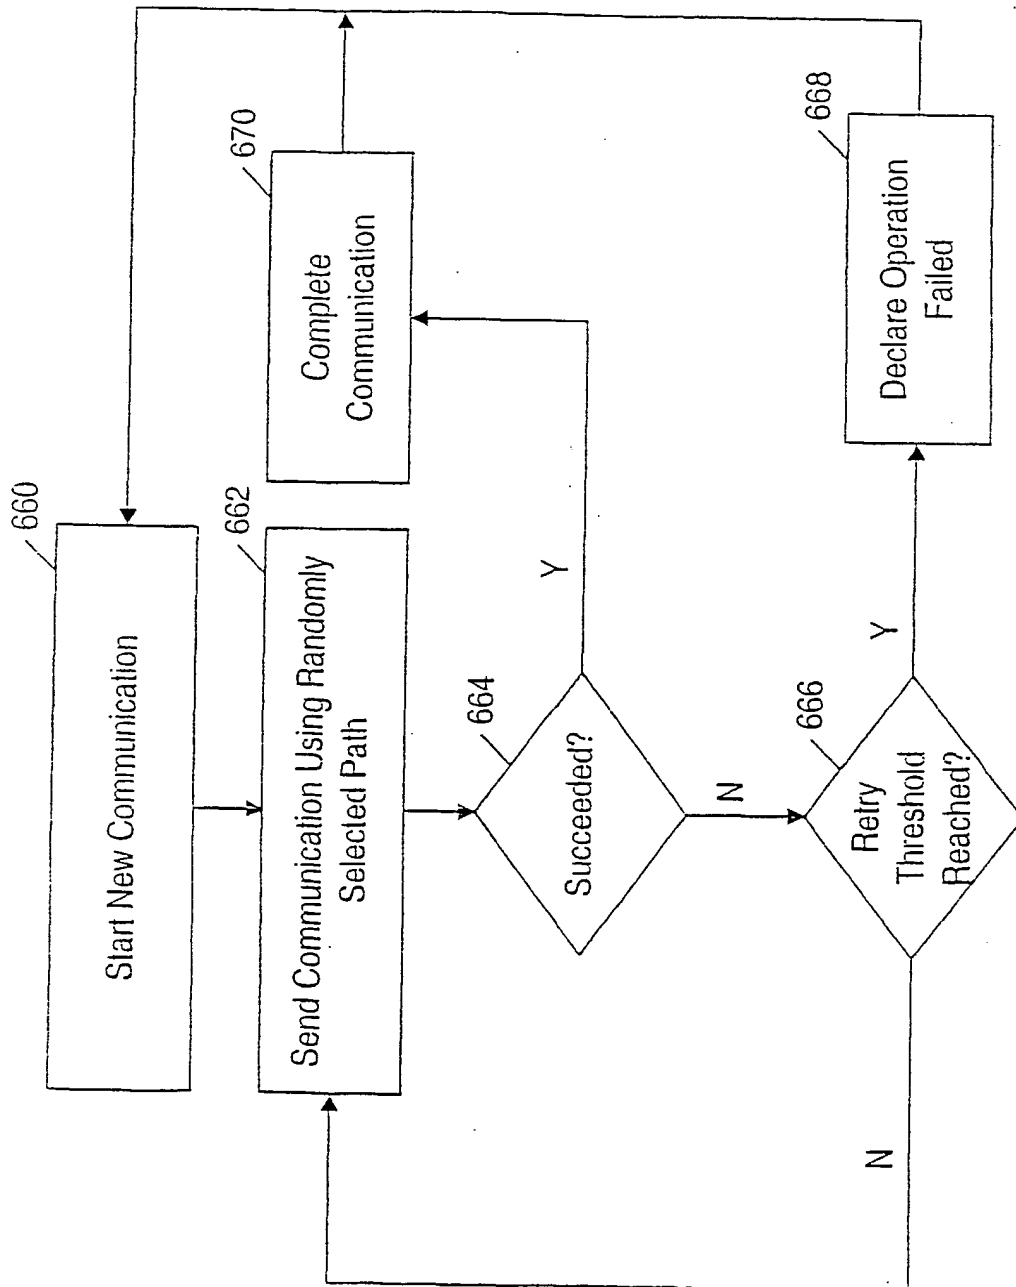 660
Start New Communication
662
Send Communication Using Randomly
Selected Path
664
Succeeded?
Y
670
Complete
Communication
N
666
Retry
Threshold
Reached?
Y
668
Declare Operation
Failed
N